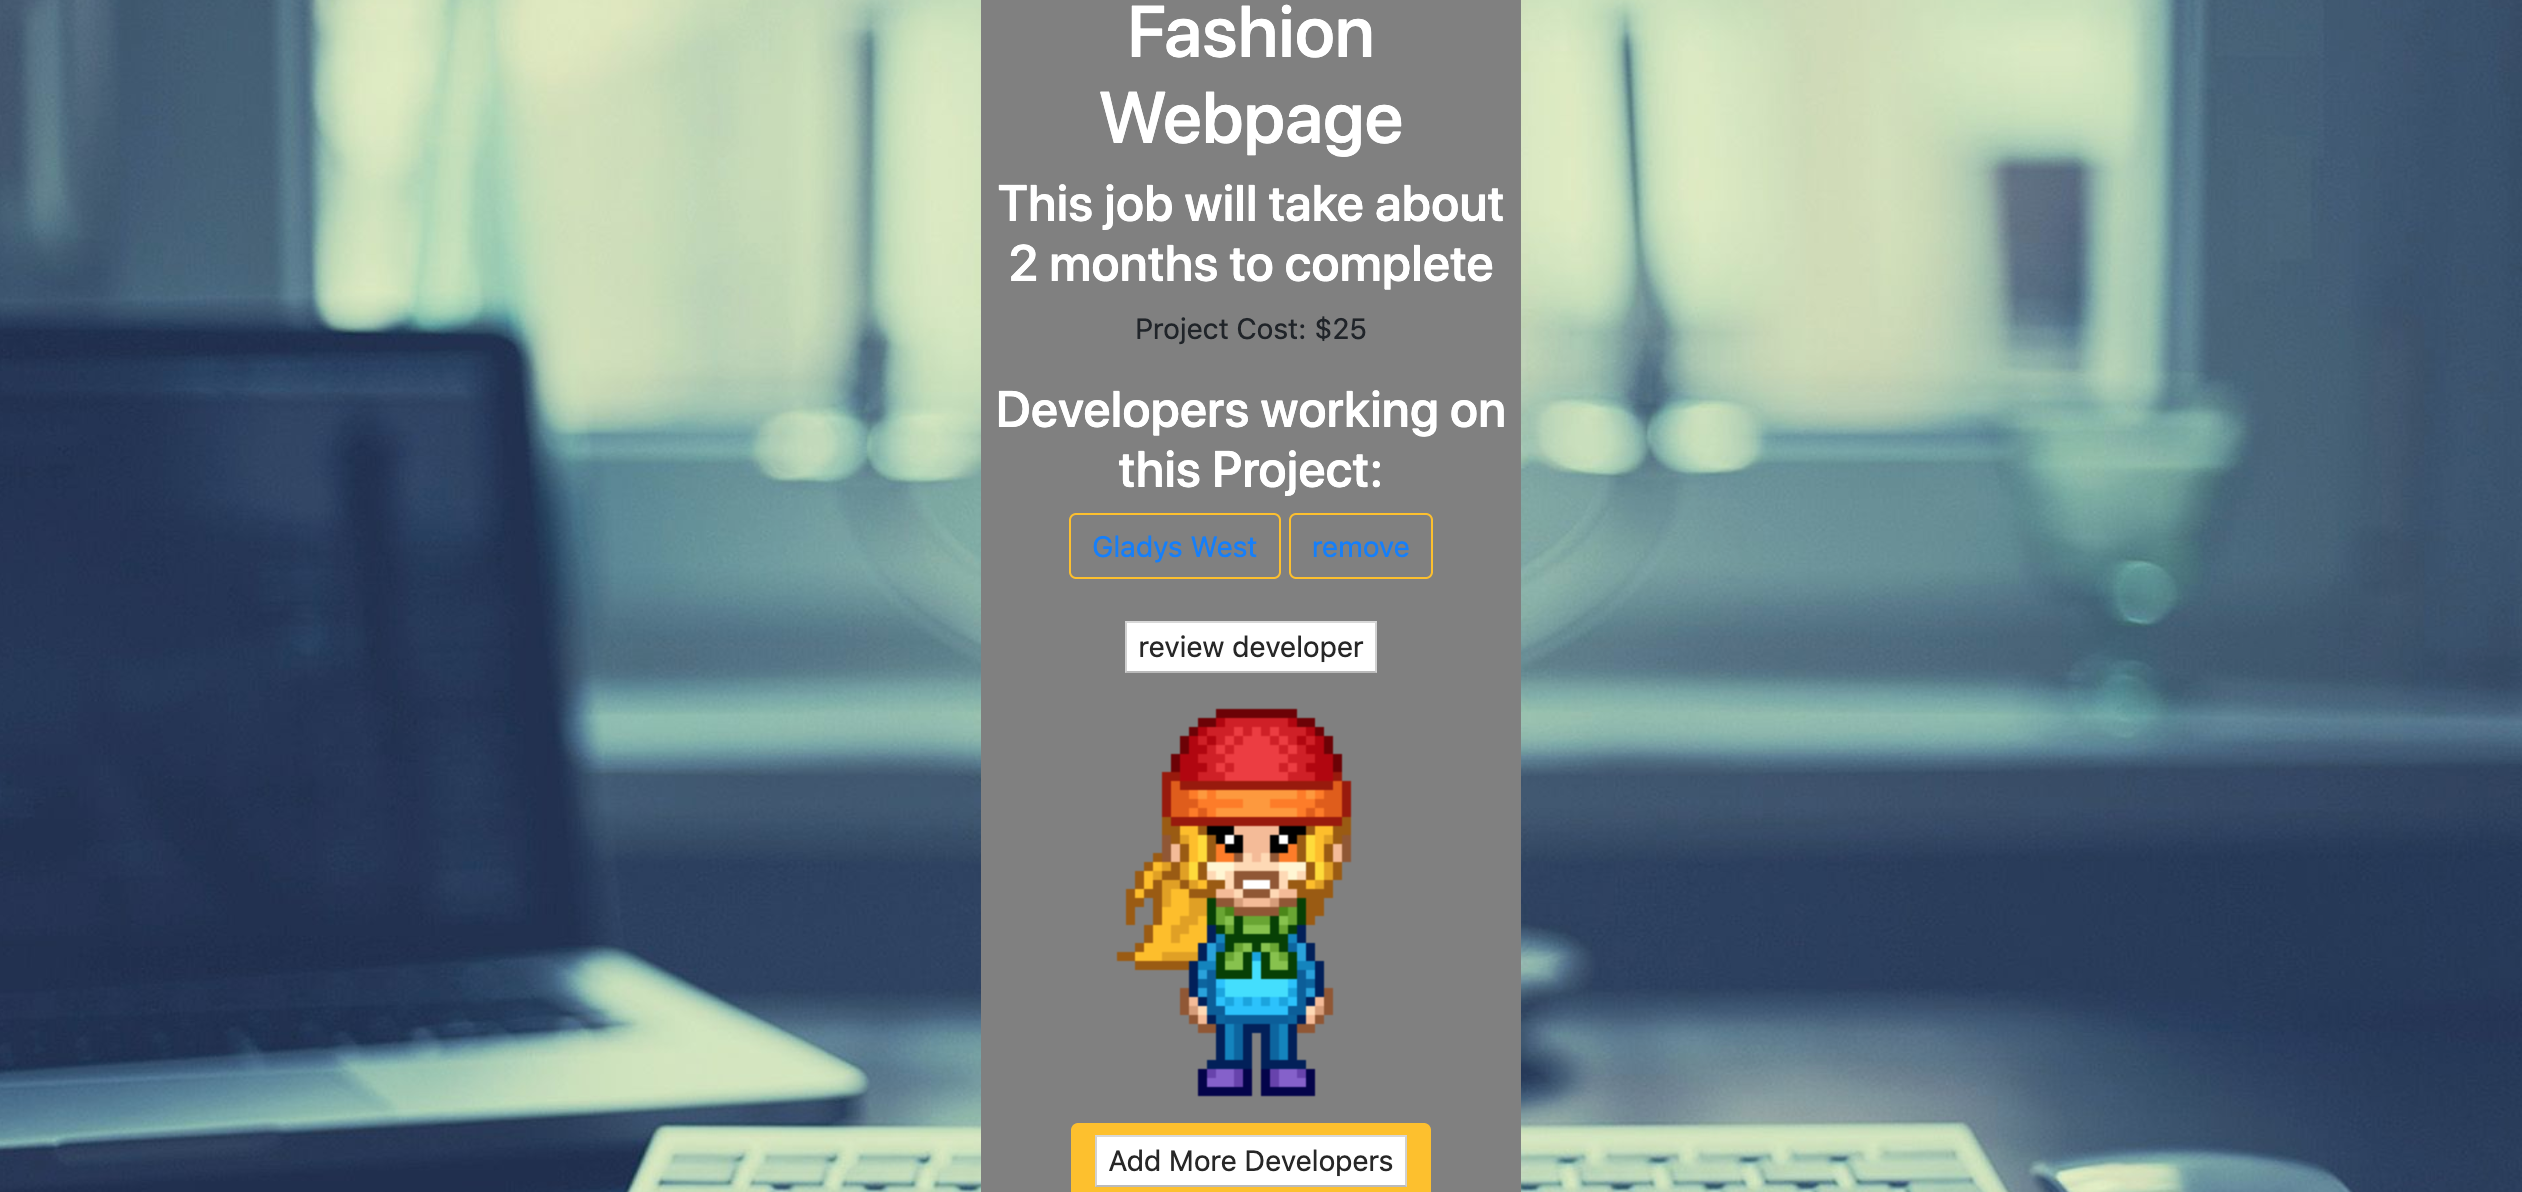 Fashion
Webpage
This job will take about
2 months to complete
Project Cost: $25
Developers working on
this Project:
Gladys West remove
review developer
Add More Developers